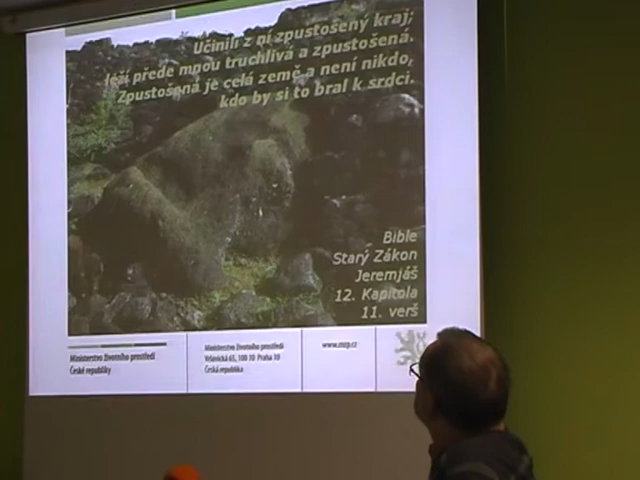 Učinili z ní zpustošený kraj;
leží přede mnou truchlivá a zpustošená.
Zpustošená je celá země a není nikdo,
kdo by si to bral k srdci.
Bible
Starý Zákon
Jeremjáš
12. Kapitola
11. verš
Ministerstvo životního prostředí
České republiky
Ministerstvo životního prostředí
Vršovická 65, 100 10 Praha 10
Česká republika
www.mzp.cz